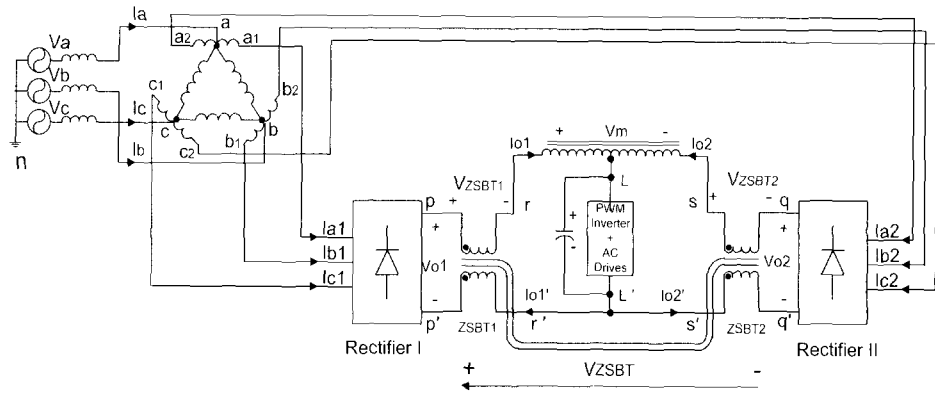 Ia
a
a2
a1
Va
Vb
Vc
n
c1
b2
Ic
c
b
Ib
b1
c2
+ Vm -
Io1
Io2
VZSBT1
VZSBT2
+ -
r
L
s
+ -
p
q
Ia1
Ib1
Ic1
+
Vo1
-
p'
+
-
PWM
Inverter
+
AC
Drives
+
Vo2
-
q'
Ia2
Ib2
Ic2
Io1'
L'
Io2'
ZSBT1
r'
s'
ZSBT2
Rectifier I
Rectifier II
+ VZSBT -